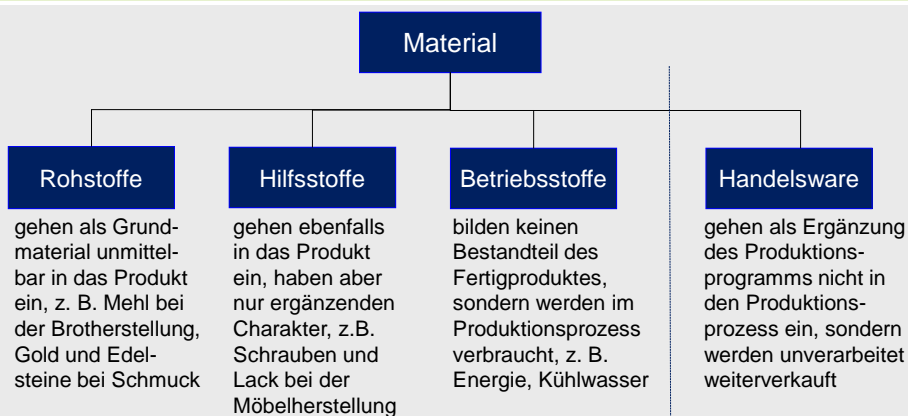 Material
Rohstoffe
gehen als Grund-
material unmittel-
bar in das Produkt
ein, z. B. Mehl bei
der Brotherstellung,
Gold und Edel-
steine bei Schmuck
Hilfsstoffe
gehen ebenfalls
in das Produkt
ein, haben aber
nur ergänzenden
Charakter, z.B.
Schrauben und
Lack bei der
Möbelherstellung
Betriebsstoffe
bilden keinen
Bestandteil des
Fertigproduktes,
sondern werden im
Produktionsprozess
verbraucht, z. B.
Energie, Kühlwasser
Handelsware
gehen als Ergänzung
des Produktions-
programms nicht in
den Produktions-
prozess ein, sondern
werden unverarbeitet
weiterverkauft